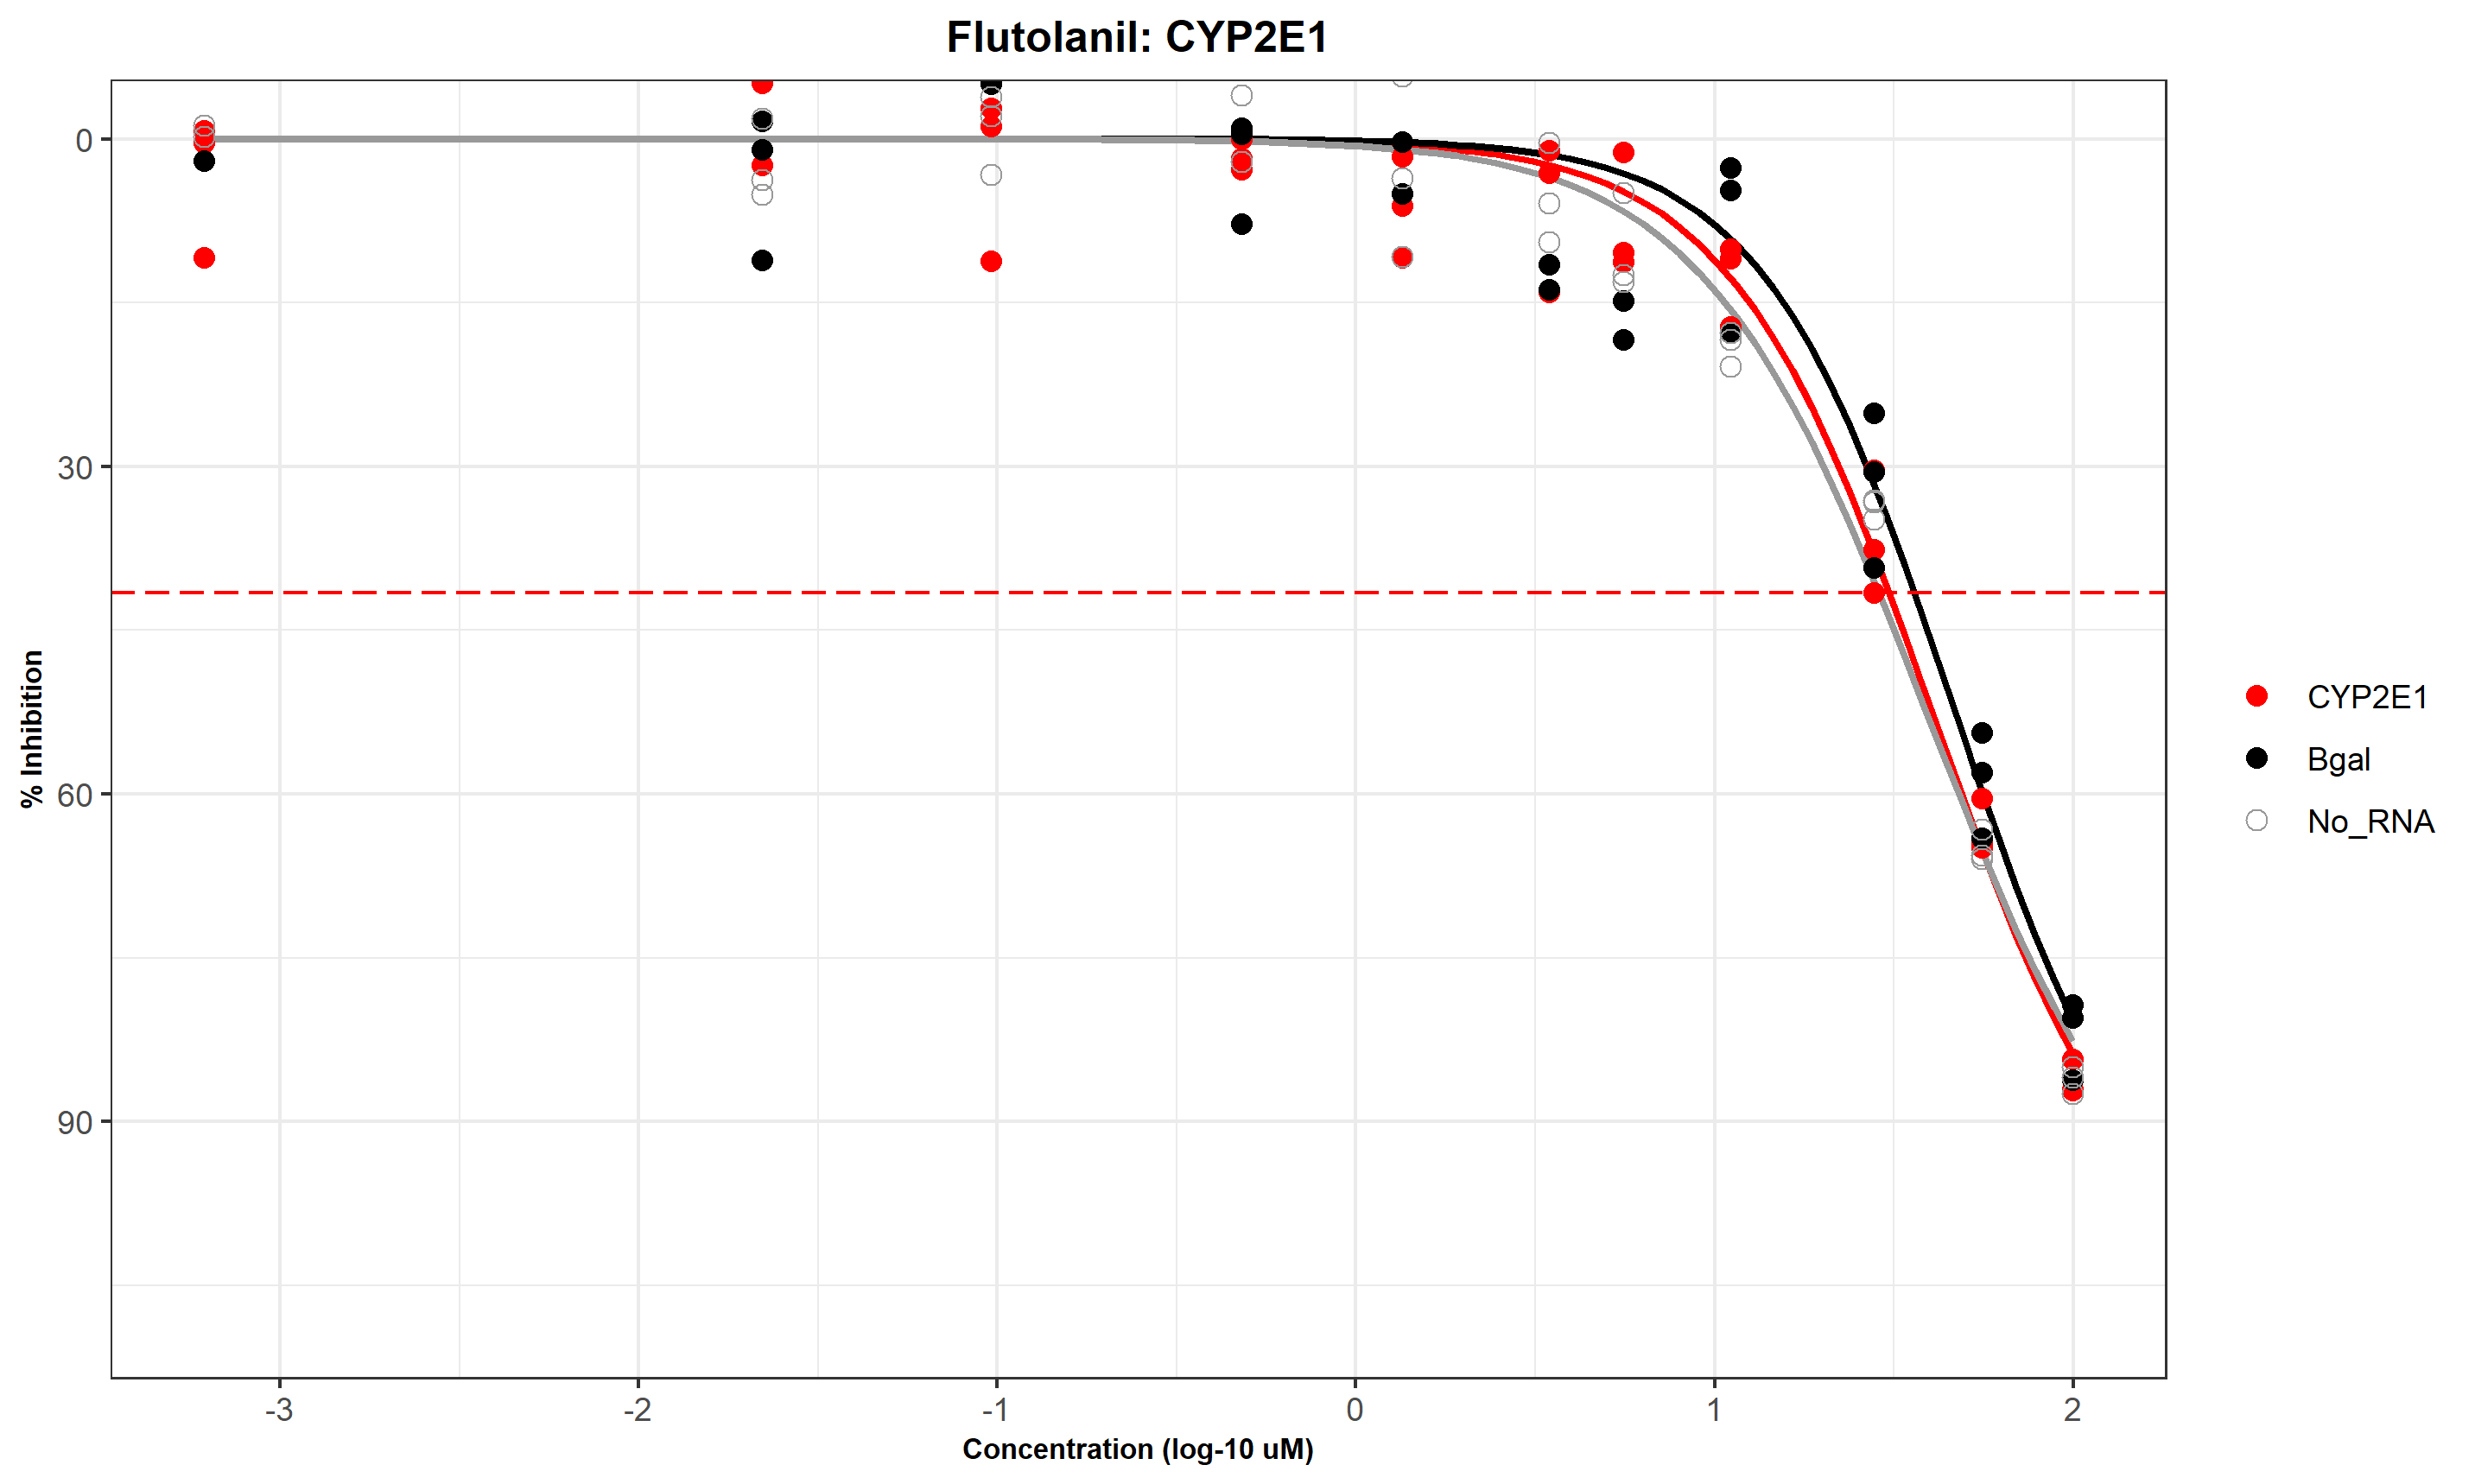 Flutolanil: CYP2E1
0
30
60
90
% Inhibition
-3
-2
-1
0
1
2
Concentration (log-10 uM)
CYP2E1
Bgal
No_RNA